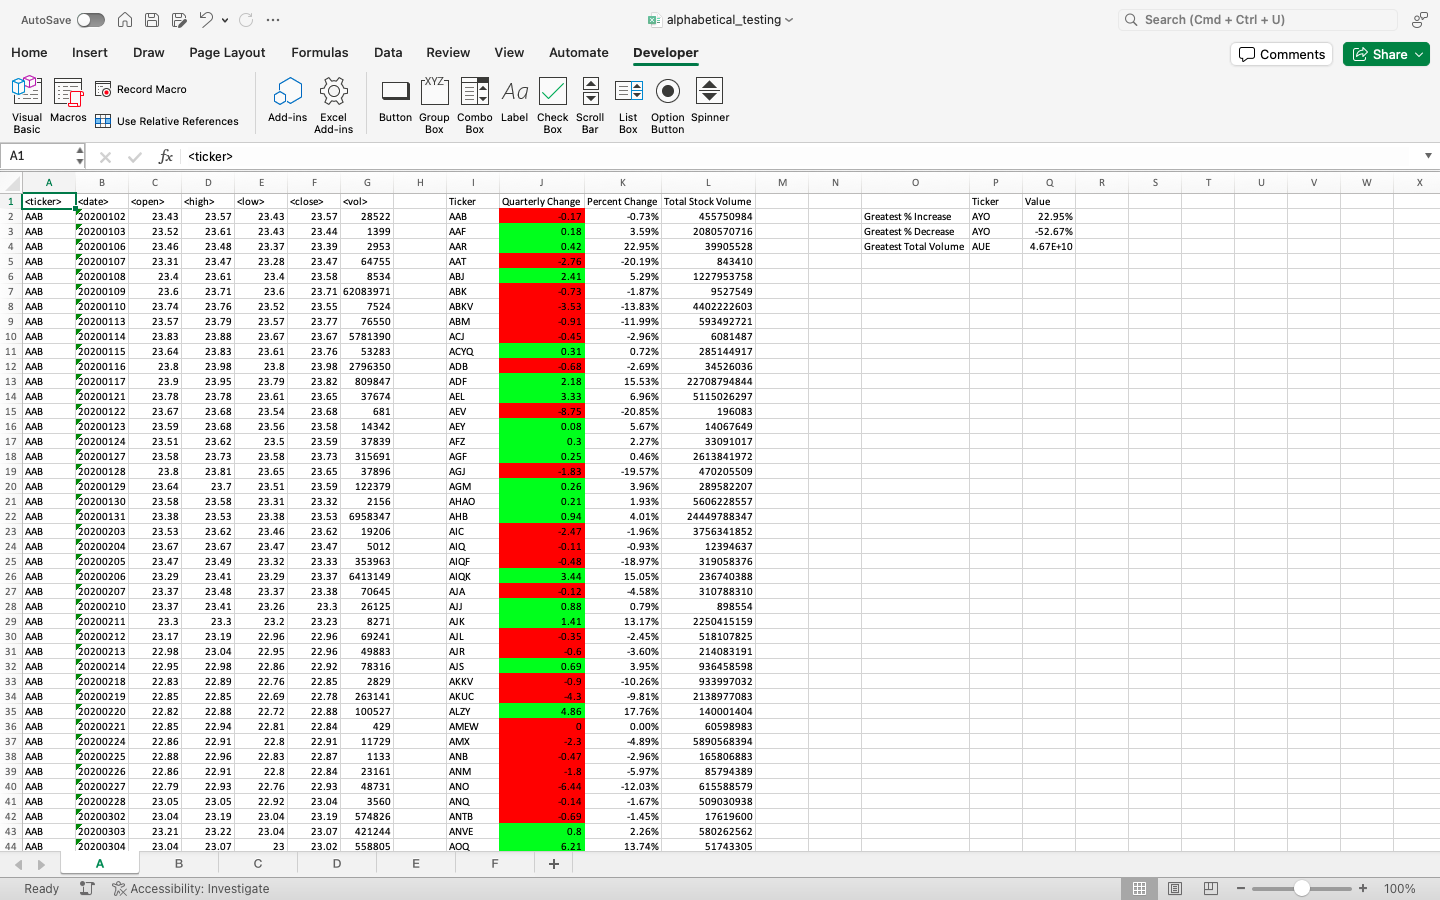 AutoSave
alphabetical_testing
Search (Cmd + Ctrl + U)
Home Insert Draw Page Layout Formulas Data Review View Automate Developer
Comments Share
Visual Basic
Macros
Record Macro
Use Relative References
Add-ins
Excel Add-ins
Button
Group Box
Combo Box
Label
Check Box
Scroll Bar
List Box
Option Button
Spinner
A1 fx <ticker>
A B C D E F G H I J K L M N O P Q R S T U V W X
1 <ticker> <date> <open> <high> <low> <close> <vol> Ticker Quarterly Change Percent Change Total Stock Volume Ticker Value
2 AAB 20200102 23.43 23.57 23.43 23.57 28522 AAB -0.17 -0.73% 455750984 Greatest % Increase AYO 22.95%
3 AAB 20200103 23.52 23.61 23.43 23.44 1399 AAF 0.18 3.59% 2080570716 Greatest % Decrease AYO -52.67%
4 AAB 20200106 23.46 23.48 23.37 23.39 2953 AAR 0.42 22.95% 39905528 Greatest Total Volume AUE 4.67E+10
5 AAB 20200107 23.31 23.47 23.28 23.47 64755 AAT -2.76 -20.19% 843410
6 AAB 20200108 23.4 23.61 23.4 23.58 8534 ABJ 2.41 5.29% 1227953758
7 AAB 20200109 23.6 23.71 23.6 23.71 62083971 ABK -0.73 -1.87% 9527549
8 AAB 20200110 23.74 23.76 23.52 23.55 7524 ABKV -3.53 -13.83% 4402222603
9 AAB 20200113 23.57 23.79 23.57 23.77 76550 ABM -0.91 -11.99% 593492721
10 AAB 20200114 23.83 23.88 23.67 23.67 5781390 ACJ -0.45 -2.96% 6081487
11 AAB 20200115 23.64 23.83 23.61 23.76 53283 ACYQ 0.31 0.72% 285144917
12 AAB 20200116 23.8 23.98 23.8 23.98 2796350 ADB -0.68 -2.69% 34526036
13 AAB 20200117 23.9 23.95 23.79 23.82 809847 ADF 2.18 15.53% 22708794844
14 AAB 20200121 23.78 23.78 23.61 23.65 37674 AEL 3.33 6.96% 5115026297
15 AAB 20200122 23.67 23.68 23.54 23.68 681 AEV -8.75 -20.85% 196083
16 AAB 20200123 23.59 23.68 23.56 23.58 14342 AEY 0.08 5.67% 14067649
17 AAB 20200124 23.51 23.62 23.5 23.59 37839 AFZ 0.3 2.27% 33091017
18 AAB 20200127 23.58 23.73 23.58 23.73 315691 AGF 0.25 0.46% 2613841972
19 AAB 20200128 23.8 23.81 23.65 23.65 37896 AGJ -1.83 -19.57% 470205509
20 AAB 20200129 23.64 23.7 23.51 23.59 122379 AGM 0.26 3.96% 289582207
21 AAB 20200130 23.58 23.58 23.31 23.32 2156 AHAO 0.21 1.93% 5606228557
22 AAB 20200131 23.38 23.53 23.38 23.53 6958347 AHB 0.94 4.01% 24449788347
23 AAB 20200203 23.53 23.62 23.46 23.62 19206 AIC -2.47 -1.96% 3756341852
24 AAB 20200204 23.67 23.67 23.47 23.47 5012 AIQ -0.11 -0.93% 12394637
25 AAB 20200205 23.47 23.49 23.32 23.33 353963 AIQF -0.48 -18.97% 319058376
26 AAB 20200206 23.29 23.41 23.29 23.37 6413149 AIQK 3.44 15.05% 236740388
27 AAB 20200207 23.37 23.48 23.37 23.38 70645 AJA -0.12 -4.58% 310788310
28 AAB 20200210 23.37 23.41 23.26 23.3 26125 AJJ 0.88 0.79% 898554
29 AAB 20200211 23.3 23.3 23.2 23.23 8271 AJK 1.41 13.17% 2250415159
30 AAB 20200212 23.17 23.19 22.96 22.96 69241 AJL -0.35 -2.45% 518107825
31 AAB 20200213 22.98 23.04 22.95 22.96 49883 AJR -0.6 -3.60% 214083191
32 AAB 20200214 22.95 22.98 22.86 22.92 78316 AJS 0.69 3.95% 936458598
33 AAB 20200218 22.83 22.89 22.76 22.85 2829 AKKV -0.9 -10.26% 933997032
34 AAB 20200219 22.85 22.85 22.69 22.78 263141 AKUC -4.3 -9.81% 2138977083
35 AAB 20200220 22.82 22.88 22.72 22.88 100527 ALZY 4.86 17.76% 140001404
36 AAB 20200221 22.85 22.94 22.81 22.84 429 AMEW 0 0.00% 60598983
37 AAB 20200224 22.86 22.91 22.8 22.91 11729 AMX -2.3 -4.89% 5890568394
38 AAB 20200225 22.88 22.96 22.83 22.87 1133 ANB -0.47 -2.96% 165806883
39 AAB 20200226 22.86 22.91 22.8 22.84 23161 ANM -1.8 -5.97% 85794389
40 AAB 20200227 22.79 22.93 22.76 22.93 48731 ANO -6.44 -12.03% 615588579
41 AAB 20200228 23.05 23.05 22.92 23.04 3560 ANQ -0.14 -1.67% 509030938
42 AAB 20200302 23.04 23.19 23.04 23.19 574826 ANTB -0.69 -1.45% 17619600
43 AAB 20200303 23.21 23.22 23.04 23.07 421244 ANVE 0.8 2.26% 580262562
44 AAB 20200304 23.04 23.07 23 23.02 558805 AOQ 6.21 13.74% 51743305
A B C D E F +
Ready Accessibility: Investigate 100%